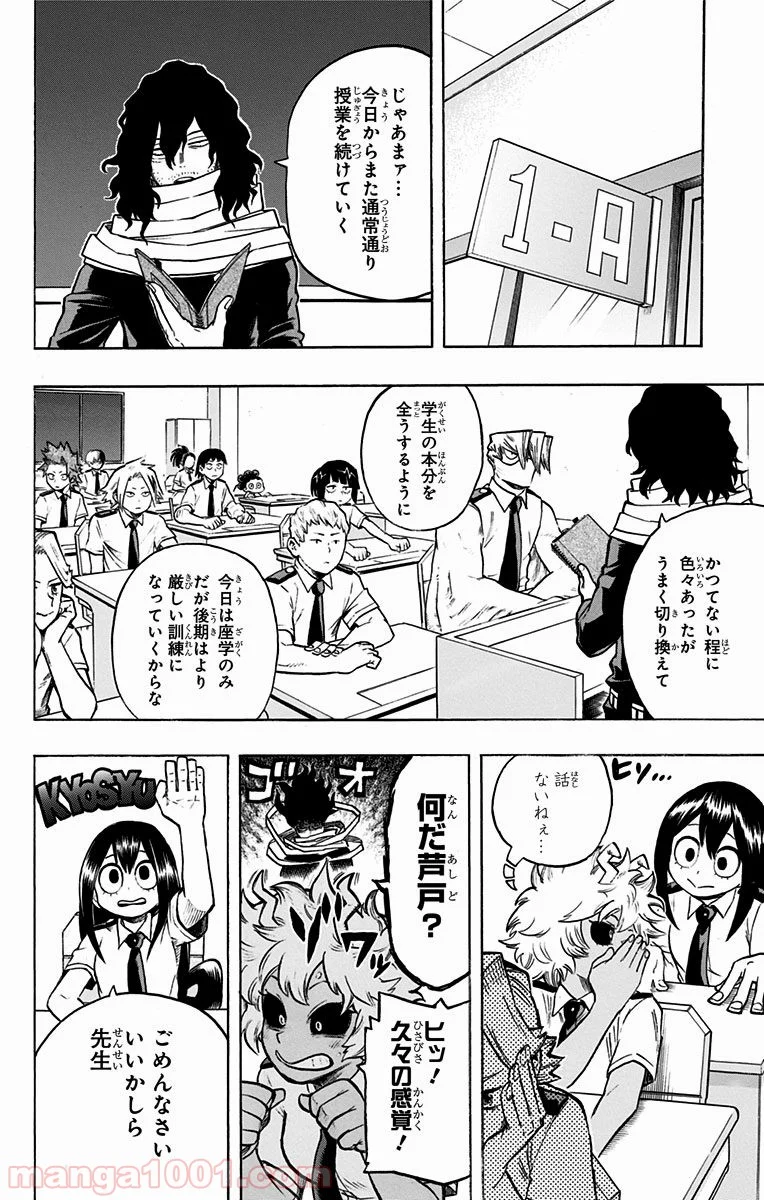 1-A
じゃあまァ…
今日からまた通常通り
授業を続けていく
かつてない程に
色々あったが
うまく切り換えて
学生の本分を
全うするように
今日は座学のみ
だが後期はより
厳しい訓練に
なっていくからな
ヒソ…
話
ないねぇ…
何だ芦戸？
ゴォ
ヒッ！
久々の感覚！
KYOSYU
ごめんなさい
いいかしら
先生
manga1001.com